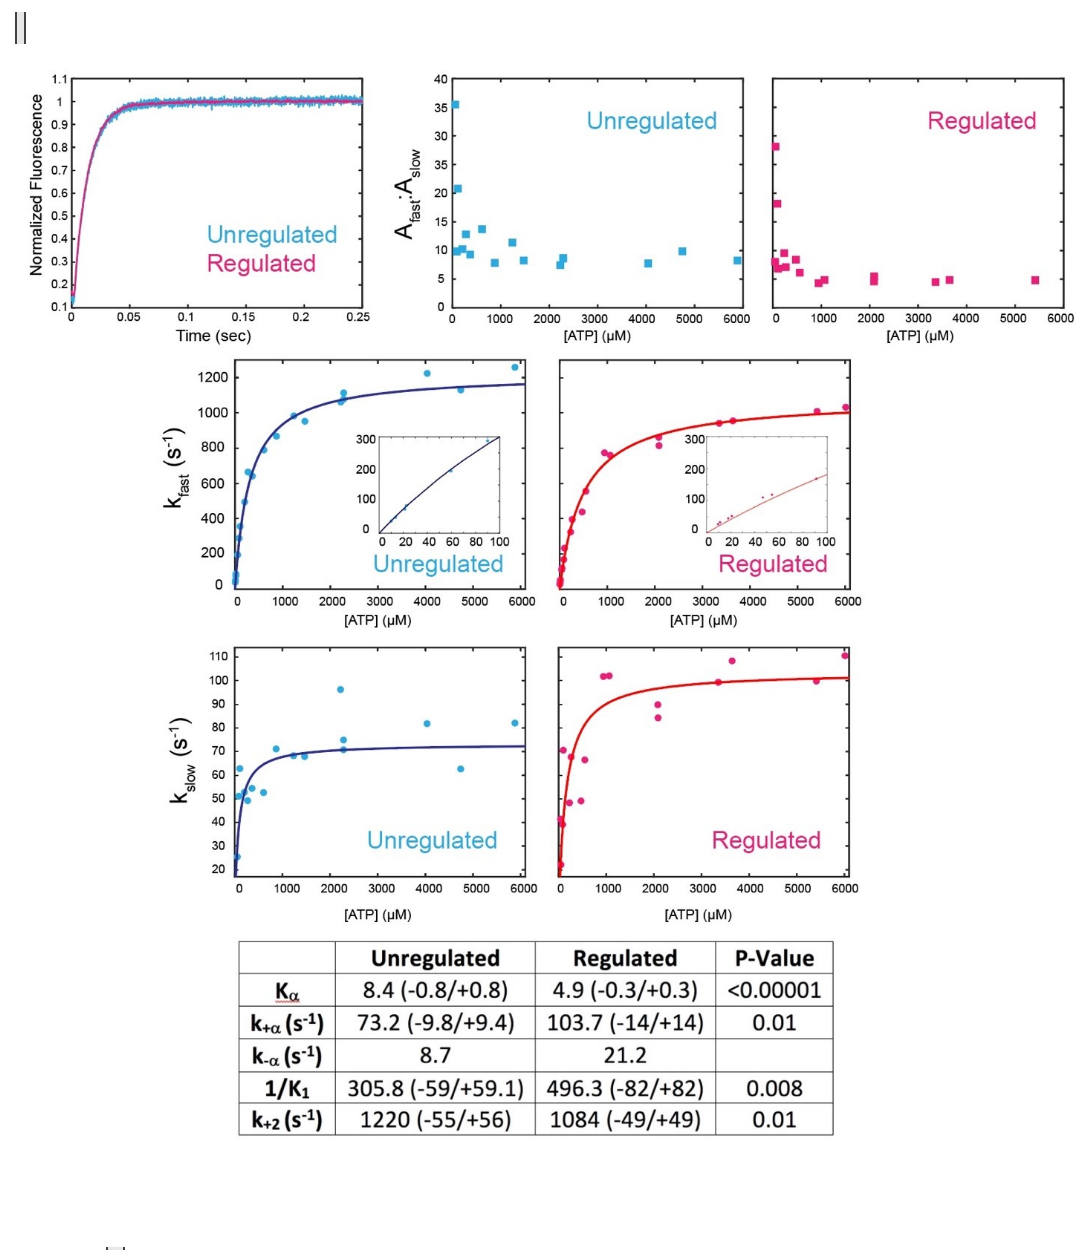 1.1
1
0.9
0.8
0.7
0.6
0.5
0.4
0.3
0.2
0.1
Normalized Fluorescence
Unregulated
Regulated
0 0.05 0.1 0.15 0.2 0.25
Time (sec)
40
35
30
25
20
15
10
5
0
Afast:Aslow
Unregulated
0 1000 2000 3000 4000 5000 6000
[ATP] (µM)
Regulated
0 1000 2000 3000 4000 5000 6000
[ATP] (µM)
1200
1000
800
600
400
200
0
kfast (s-1)
300
200
100
0
0 20 40 60 80 100
Unregulated
0 1000 2000 3000 4000 5000 6000
[ATP] (µM)
300
200
100
0
0 20 40 60 80 100
Regulated
0 1000 2000 3000 4000 5000 6000
[ATP] (µM)
110
100
90
80
70
60
50
40
30
20
kslow (s-1)
Unregulated
0 1000 2000 3000 4000 5000 6000
[ATP] (µM)
Regulated
0 1000 2000 3000 4000 5000 6000
[ATP] (µM)
Unregulated Regulated P-Value
Kα 8.4 (-0.8/+0.8) 4.9 (-0.3/+0.3) <0.00001
k+α (s-1) 73.2 (-9.8/+9.4) 103.7 (-14/+14) 0.01
k-α (s-1) 8.7 21.2
1/K1 305.8 (-59/+59.1) 496.3 (-82/+82) 0.008
k+2 (s-1) 1220 (-55/+56) 1084 (-49/+49) 0.01